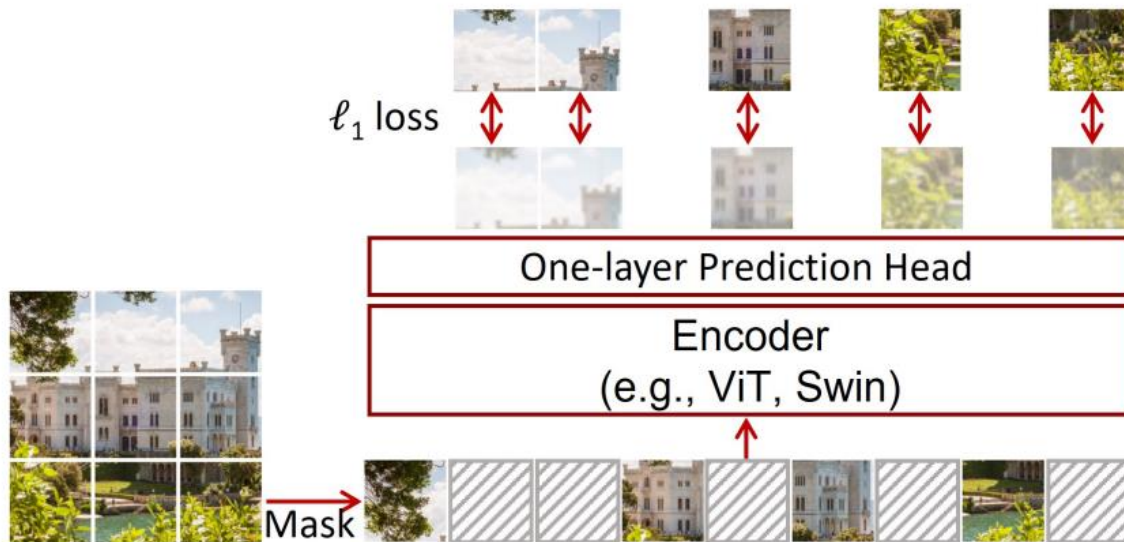 ℓ₁ loss
One-layer Prediction Head
Encoder
(e.g., ViT, Swin)
Mask